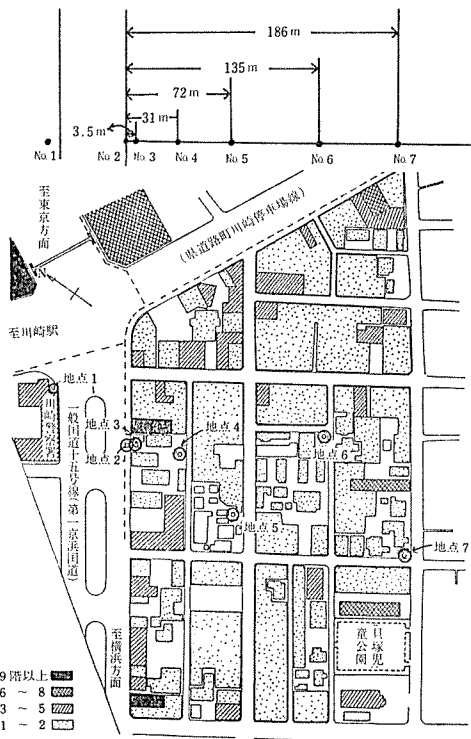 186 m
135 m
72 m
31 m
3.5 m
No. 1
No. 2
No. 3
No. 4
No. 5
No. 6
No. 7
至東京方面
(県道路町川崎停車場線)
N
至川崎駅
地点1
川崎警察署
一般国道十五号線(第一京浜国道)
地点3
地点2
地点4
地点6
地点5
地点7
至横浜方面
貝塚児
童公園
9階以上
6 ～ 8
3 ～ 5
1 ～ 2